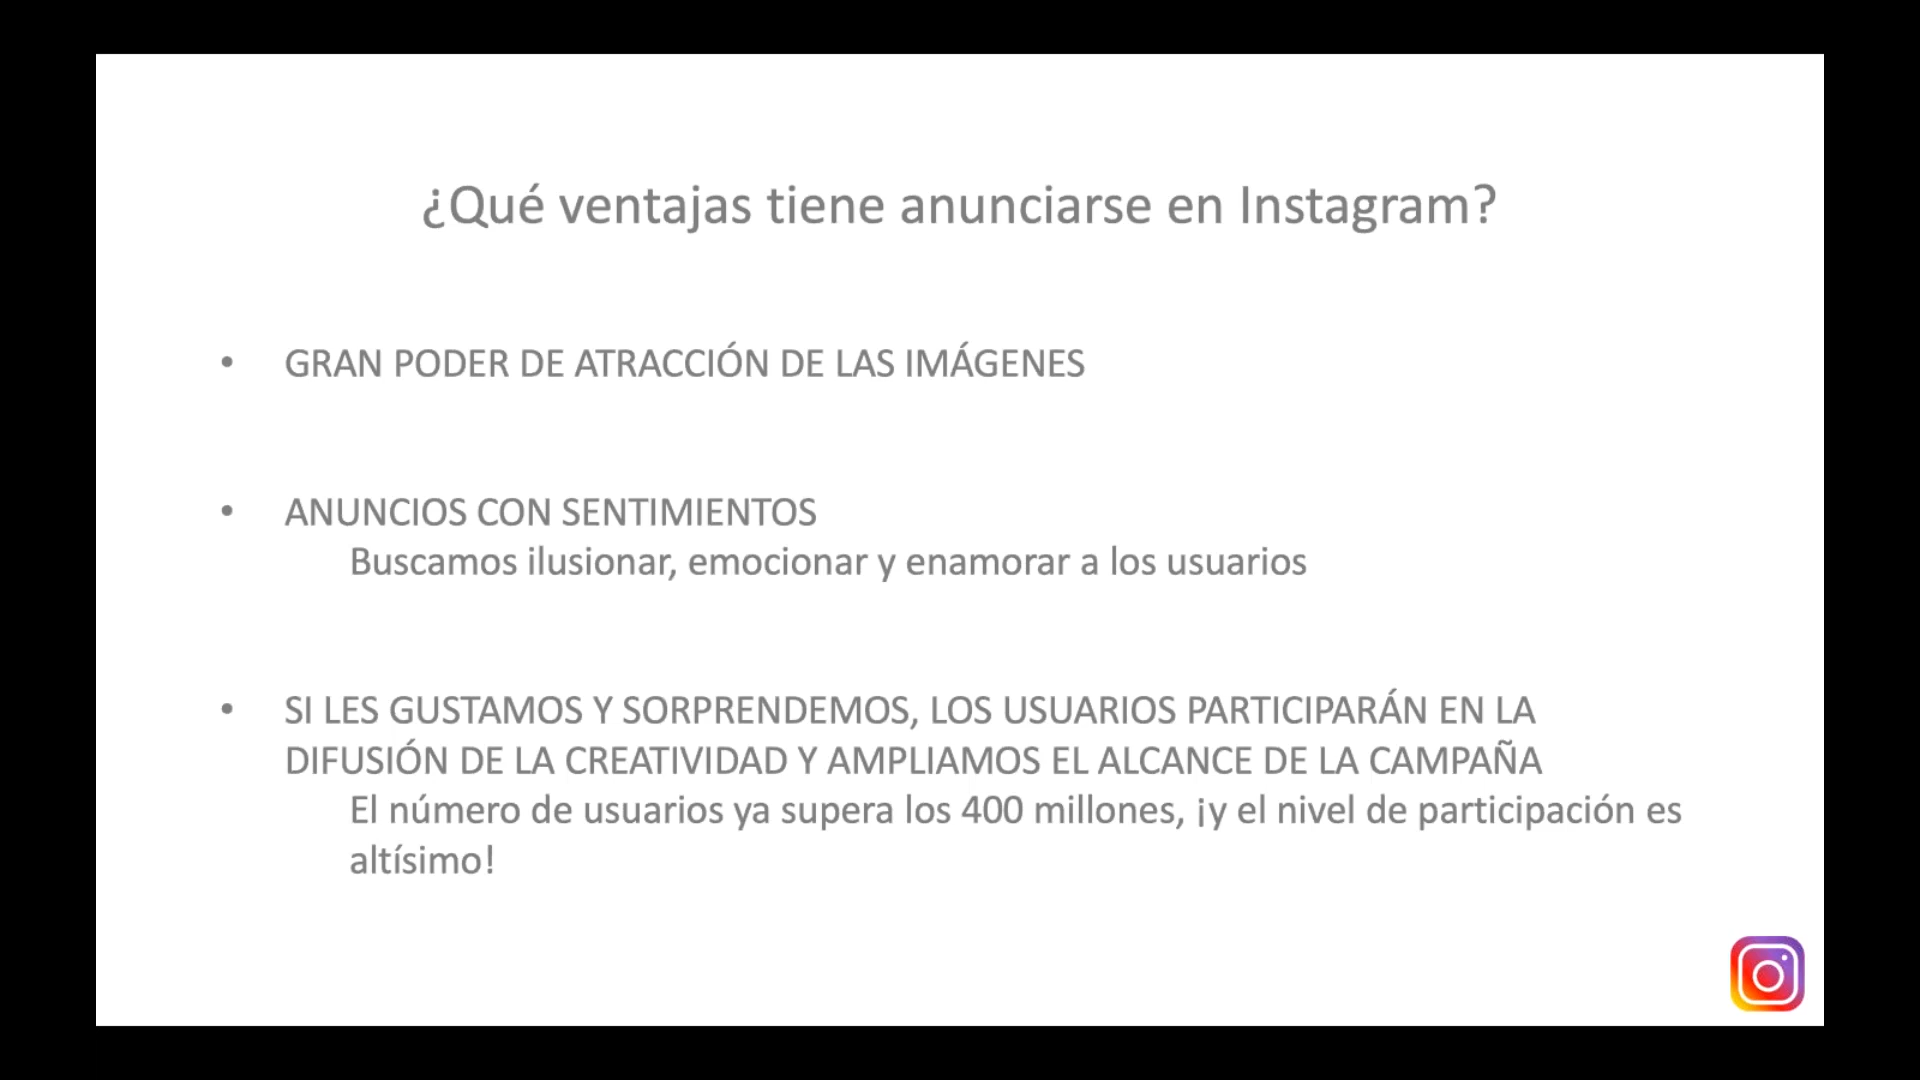 ¿Qué ventajas tiene anunciarse en Instagram?
• GRAN PODER DE ATRACCIÓN DE LAS IMÁGENES
• ANUNCIOS CON SENTIMIENTOS
Buscamos ilusionar, emocionar y enamorar a los usuarios
• SI LES GUSTAMOS Y SORPRENDEMOS, LOS USUARIOS PARTICIPARÁN EN LA
DIFUSIÓN DE LA CREATIVIDAD Y AMPLIAMOS EL ALCANCE DE LA CAMPAÑA
El número de usuarios ya supera los 400 millones, ¡y el nivel de participación es
altísimo!